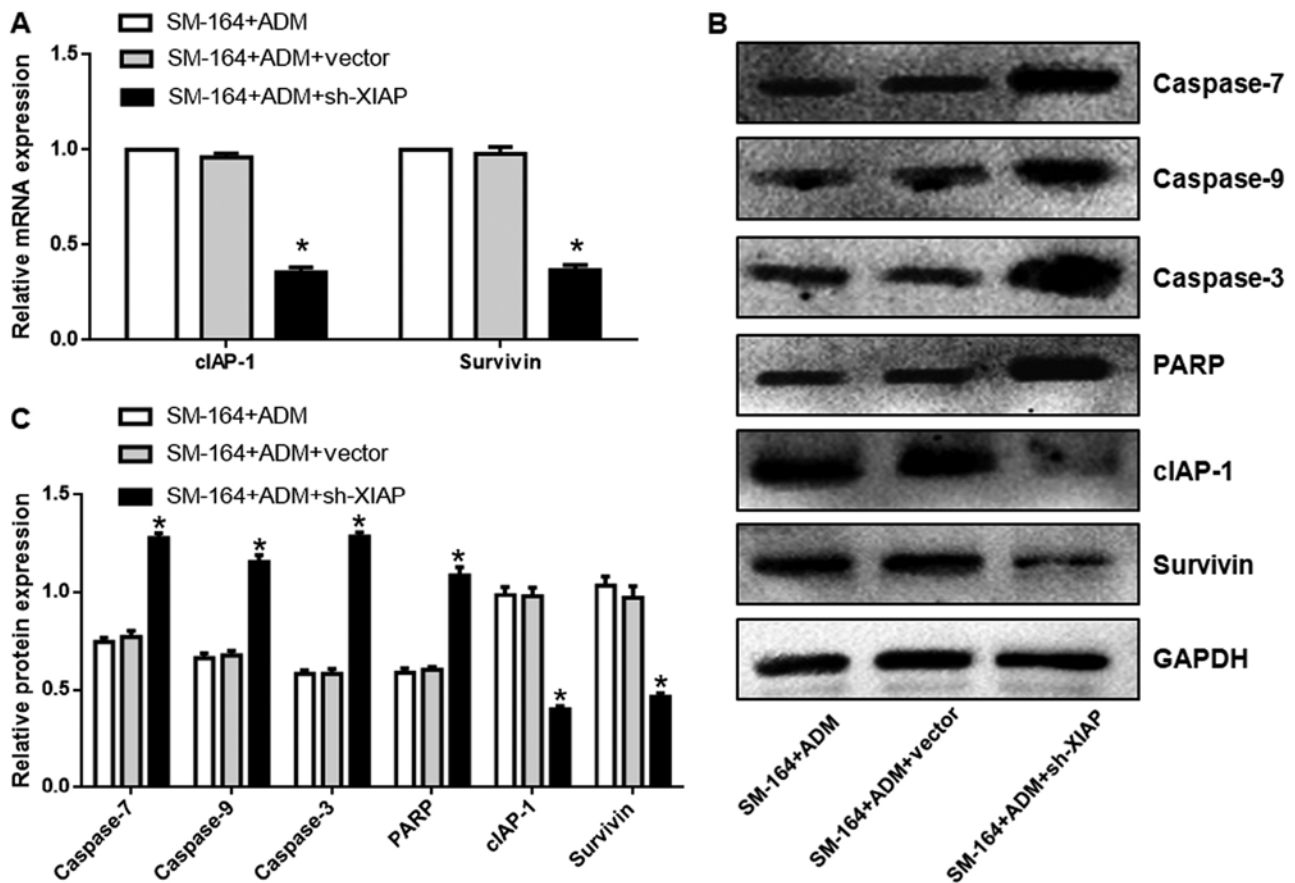 A
SM-164+ADM
SM-164+ADM+vector
SM-164+ADM+sh-XIAP
Relative mRNA expression
1.5
1.0
0.5
0.0
*
*
cIAP-1
Survivin
B
Caspase-7
Caspase-9
Caspase-3
PARP
cIAP-1
Survivin
GAPDH
SM-164+ADM
SM-164+ADM+vector
SM-164+ADM+sh-XIAP
C
SM-164+ADM
SM-164+ADM+vector
SM-164+ADM+sh-XIAP
Relative protein expression
1.5
1.0
0.5
0.0
*
*
*
*
*
*
Caspase-7
Caspase-9
Caspase-3
PARP
cIAP-1
Survivin